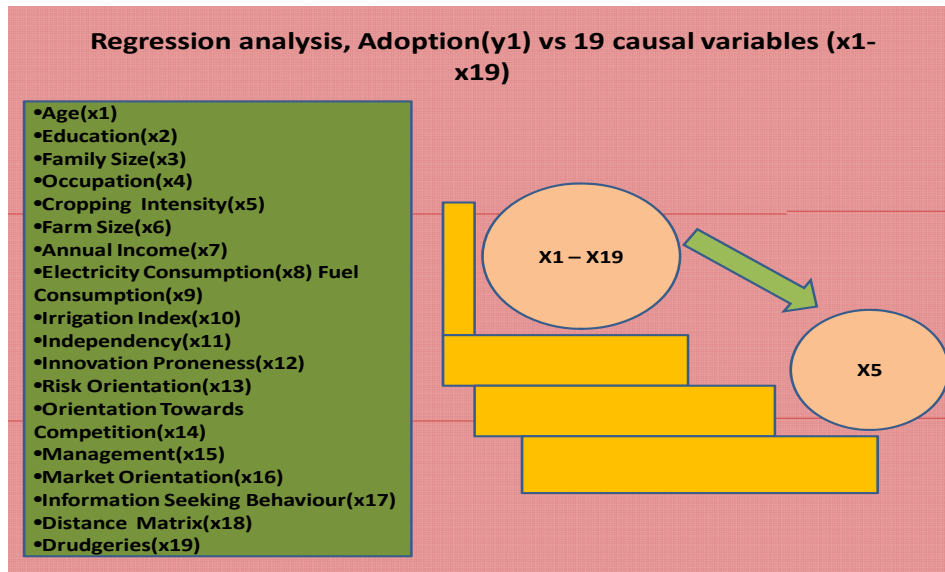 Regression analysis, Adoption(y1) vs 19 causal variables (x1-
x19)
•Age(x1)
•Education(x2)
•Family Size(x3)
•Occupation(x4)
•Cropping Intensity(x5)
•Farm Size(x6)
•Annual Income(x7)
•Electricity Consumption(x8) Fuel
Consumption(x9)
•Irrigation Index(x10)
•Independency(x11)
•Innovation Proneness(x12)
•Risk Orientation(x13)
•Orientation Towards
Competition(x14)
•Management(x15)
•Market Orientation(x16)
•Information Seeking Behaviour(x17)
•Distance Matrix(x18)
•Drudgeries(x19)
X1 – X19
X5